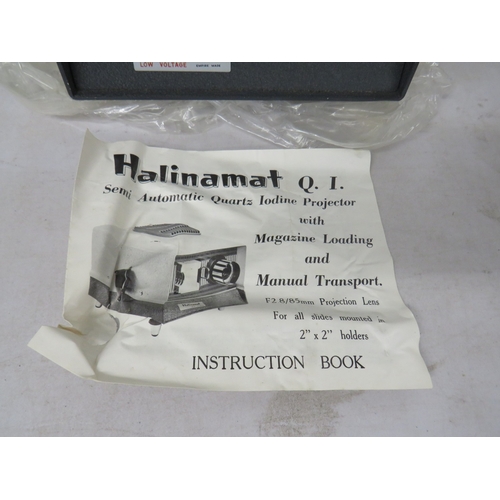 LOW VOLTAGE
Halinamat Q. I.
Semi Automatic Quartz Iodine Projector
with
Magazine Loading
and
Manual Transport.
F2 8/85mm Projection Lens
For all slides mounted in
2" x 2" holders
INSTRUCTION BOOK